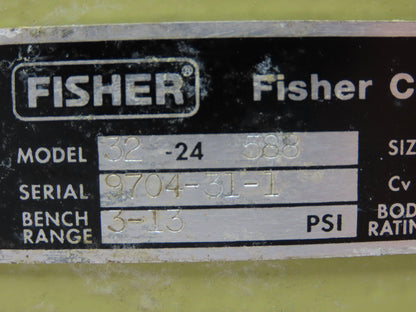 FISHER® Fisher C
MODEL 32 -24 588 SIZ
SERIAL 9704-31-1 Cv
BENCH RANGE 3-13 PSI BOD RATIN